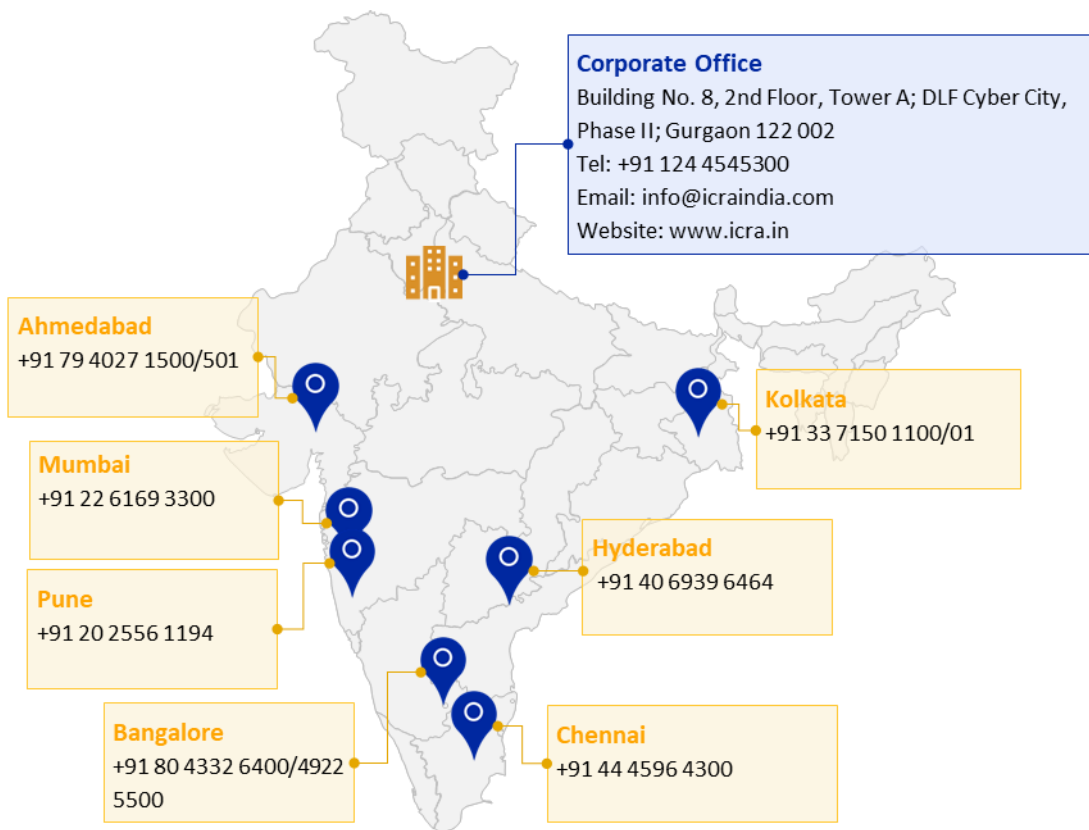 Corporate Office
Building No. 8, 2nd Floor, Tower A; DLF Cyber City,
Phase II; Gurgaon 122 002
Tel: +91 124 4545300
Email: info@icraindia.com
Website: www.icra.in
Ahmedabad
+91 79 4027 1500/501
Kolkata
+91 33 7150 1100/01
Mumbai
+91 22 6169 3300
Hyderabad
+91 40 6939 6464
Pune
+91 20 2556 1194
Bangalore
+91 80 4332 6400/4922
5500
Chennai
+91 44 4596 4300